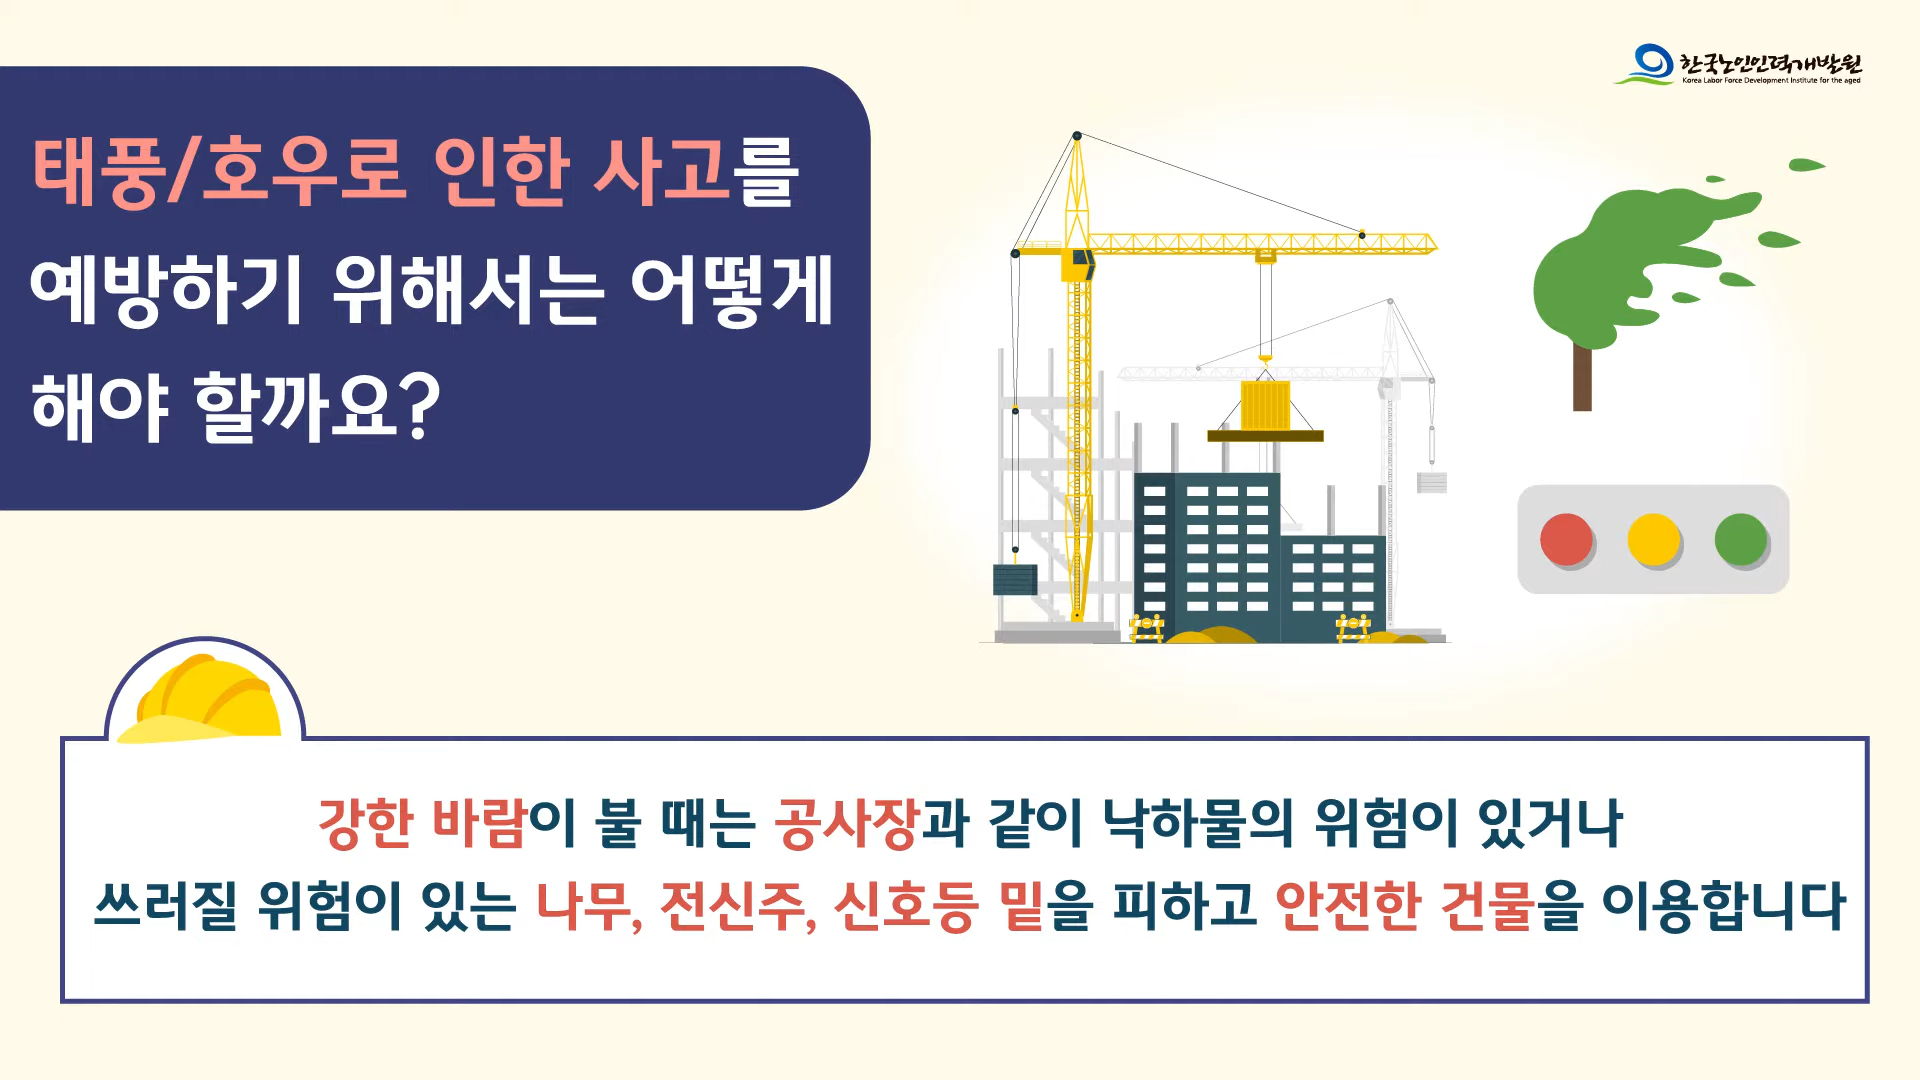 한국노인인력개발원
Korea Labor Force Development Institute for the aged
태풍/호우로 인한 사고를
예방하기 위해서는 어떻게
해야 할까요?
강한 바람이 불 때는 공사장과 같이 낙하물의 위험이 있거나
쓰러질 위험이 있는 나무, 전신주, 신호등 밑을 피하고 안전한 건물을 이용합니다